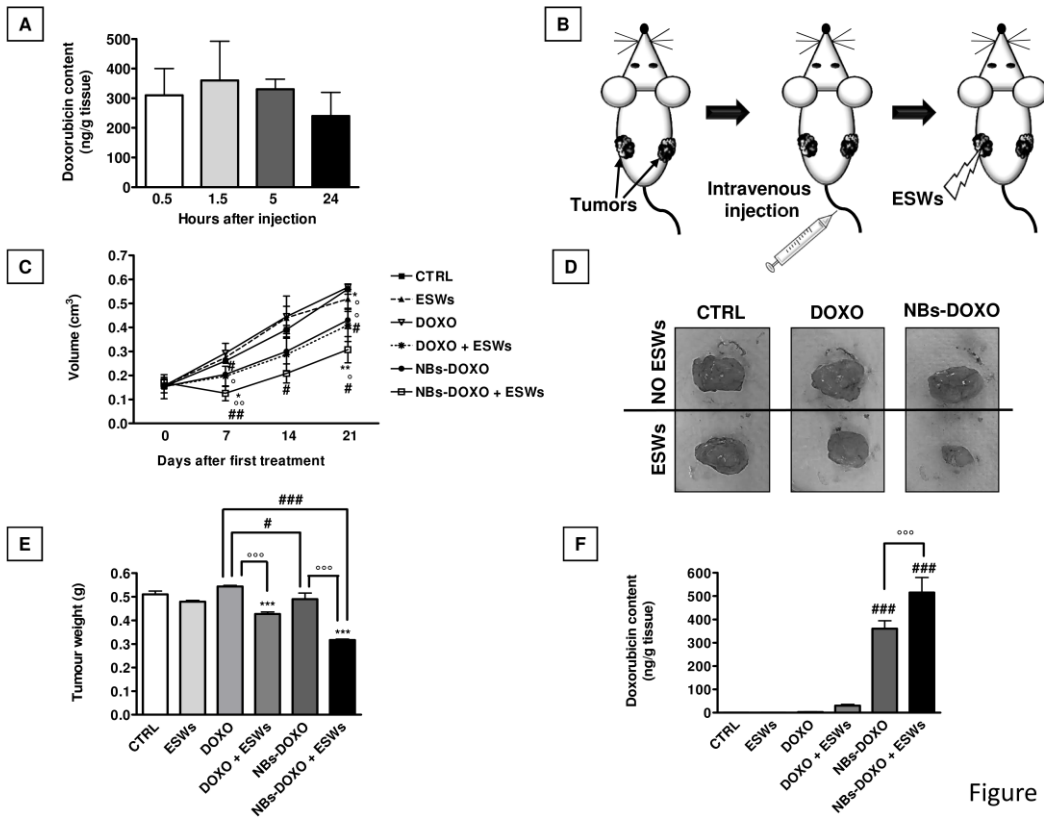 A
Doxorubicin content
(ng/g tissue)
500
400
300
200
100
0
0.5 1.5 5 24
Hours after injection
B
Tumors
Intravenous
injection
ESWs
C
Volume (cm³)
0.7
0.6
0.5
0.4
0.3
0.2
0.1
0.0
0 7 14 21
Days after first treatment
#
°
*
°°
##
#
*
°
°
#
**
°
#
CTRL
ESWs
DOXO
DOXO + ESWs
NBs-DOXO
NBs-DOXO + ESWs
D
CTRL DOXO NBs-DOXO
NO ESWs
ESWs
E
Tumour weight (g)
0.5
0.5
0.4
0.3
0.2
0.1
0.0
###
#
°°°
°°°
***
***
CTRL
ESWs
DOXO
DOXO + ESWs
NBs-DOXO
NBs-DOXO + ESWs
F
Doxorubicin content
(ng/g tissue)
600
500
400
300
200
100
0
°°°
###
###
CTRL
ESWs
DOXO
DOXO + ESWs
NBs-DOXO
NBs-DOXO + ESWs
Figure